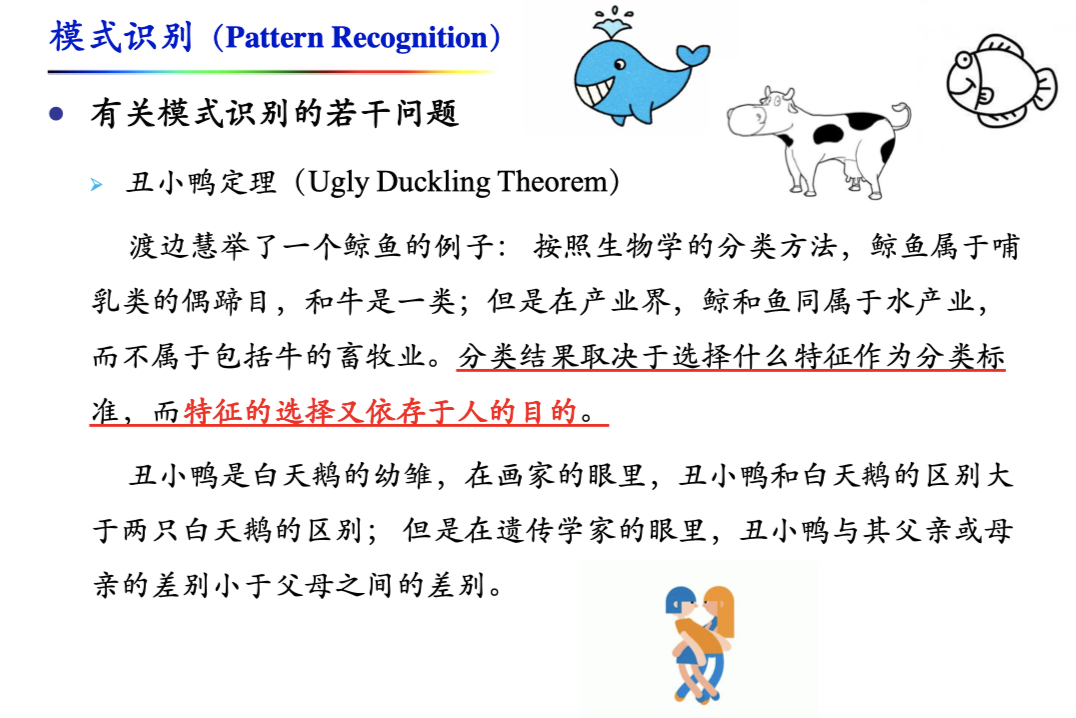 模式识别（Pattern Recognition）
● 有关模式识别的若干问题
➢ 丑小鸭定理（Ugly Duckling Theorem）
渡边慧举了一个鲸鱼的例子： 按照生物学的分类方法，鲸鱼属于哺
乳类的偶蹄目，和牛是一类；但是在产业界，鲸和鱼同属于水产业，
而不属于包括牛的畜牧业。分类结果取决于选择什么特征作为分类标
准，而特征的选择又依存于人的目的。
丑小鸭是白天鹅的幼雏，在画家的眼里，丑小鸭和白天鹅的区别大
于两只白天鹅的区别； 但是在遗传学家的眼里，丑小鸭与其父亲或母
亲的差别小于父母之间的差别。